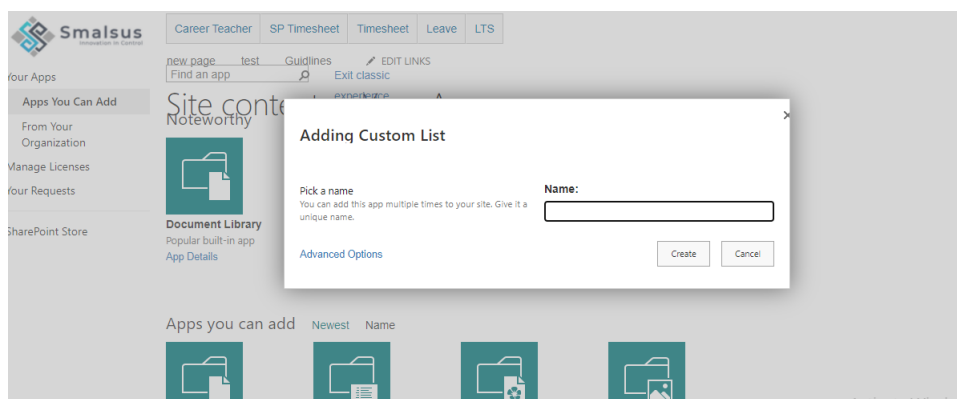 Smalsus
Innovation in Central
Career Teacher SP Timesheet Timesheet Leave LTS
new page test Guidlines EDIT LINKS
Find an app
Exit classic
experience
Your Apps
Apps You Can Add
From Your
Organization
Manage Licenses
Your Requests
SharePoint Store
Site conte
Noteworthy
Document Library
Popular built-in app
App Details
Adding Custom List
Pick a name
You can add this app multiple times to your site. Give it a
unique name.
Name:
Advanced Options
Create Cancel
Apps you can add Newest Name